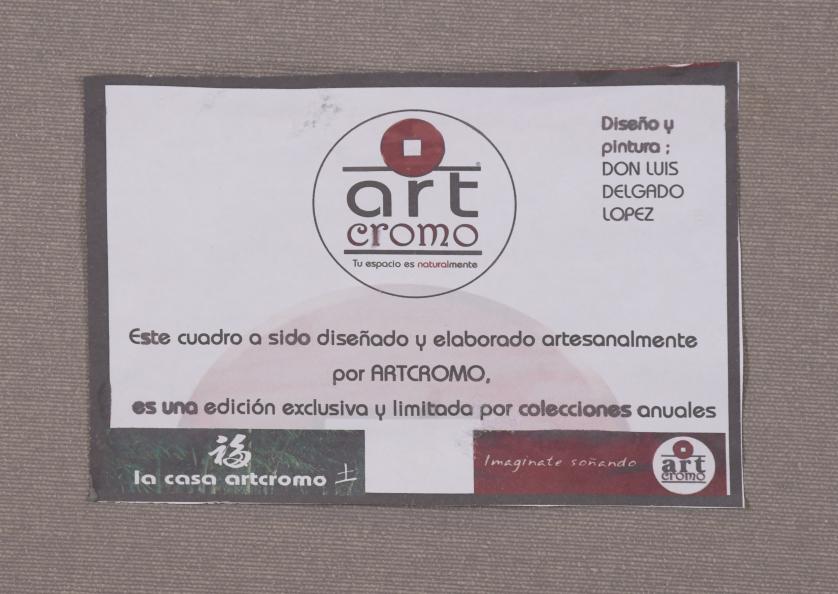 art
cromo
Tu espacio es naturalmente
Diseño y
pintura ;
DON LUIS
DELGADO
LOPEZ
Este cuadro a sido diseñado y elaborado artesanalmente
por ARTCROMO,
es una edición exclusiva y limitada por colecciones anuales
福
la casa artcromo 土
Imaginate soñando
art
cromo